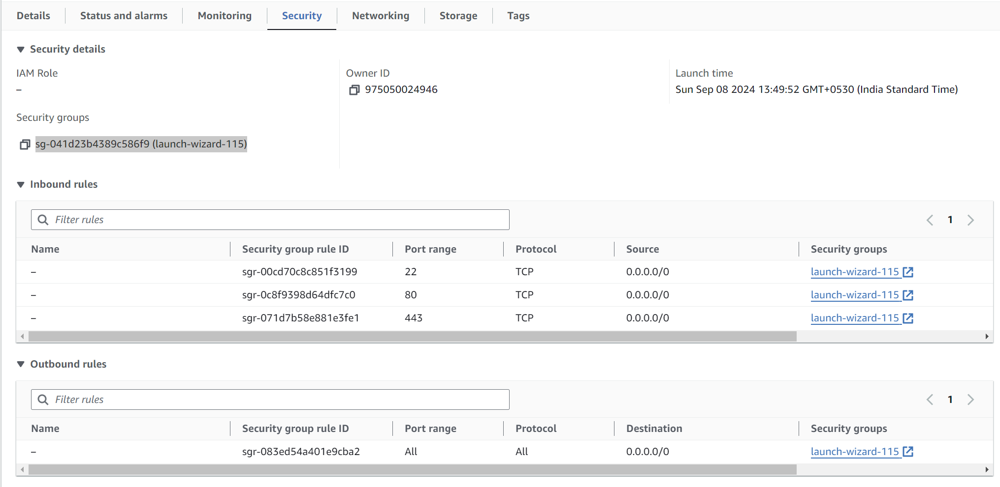 Details Status and alarms Monitoring Security Networking Storage Tags
Security details
IAM Role Owner ID Launch time
– 975050024946 Sun Sep 08 2024 13:49:52 GMT+0530 (India Standard Time)
Security groups
sg-041d23b4389c586f9 (launch-wizard-115)
Inbound rules
Filter rules 1
Name Security group rule ID Port range Protocol Source Security groups
– sgr-00cd70c8c851f3199 22 TCP 0.0.0.0/0 launch-wizard-115
– sgr-0c8f9398d64dfc7c0 80 TCP 0.0.0.0/0 launch-wizard-115
– sgr-071d7b58e881e3fe1 443 TCP 0.0.0.0/0 launch-wizard-115
Outbound rules
Filter rules 1
Name Security group rule ID Port range Protocol Destination Security groups
– sgr-083ed54a401e9cba2 All All 0.0.0.0/0 launch-wizard-115